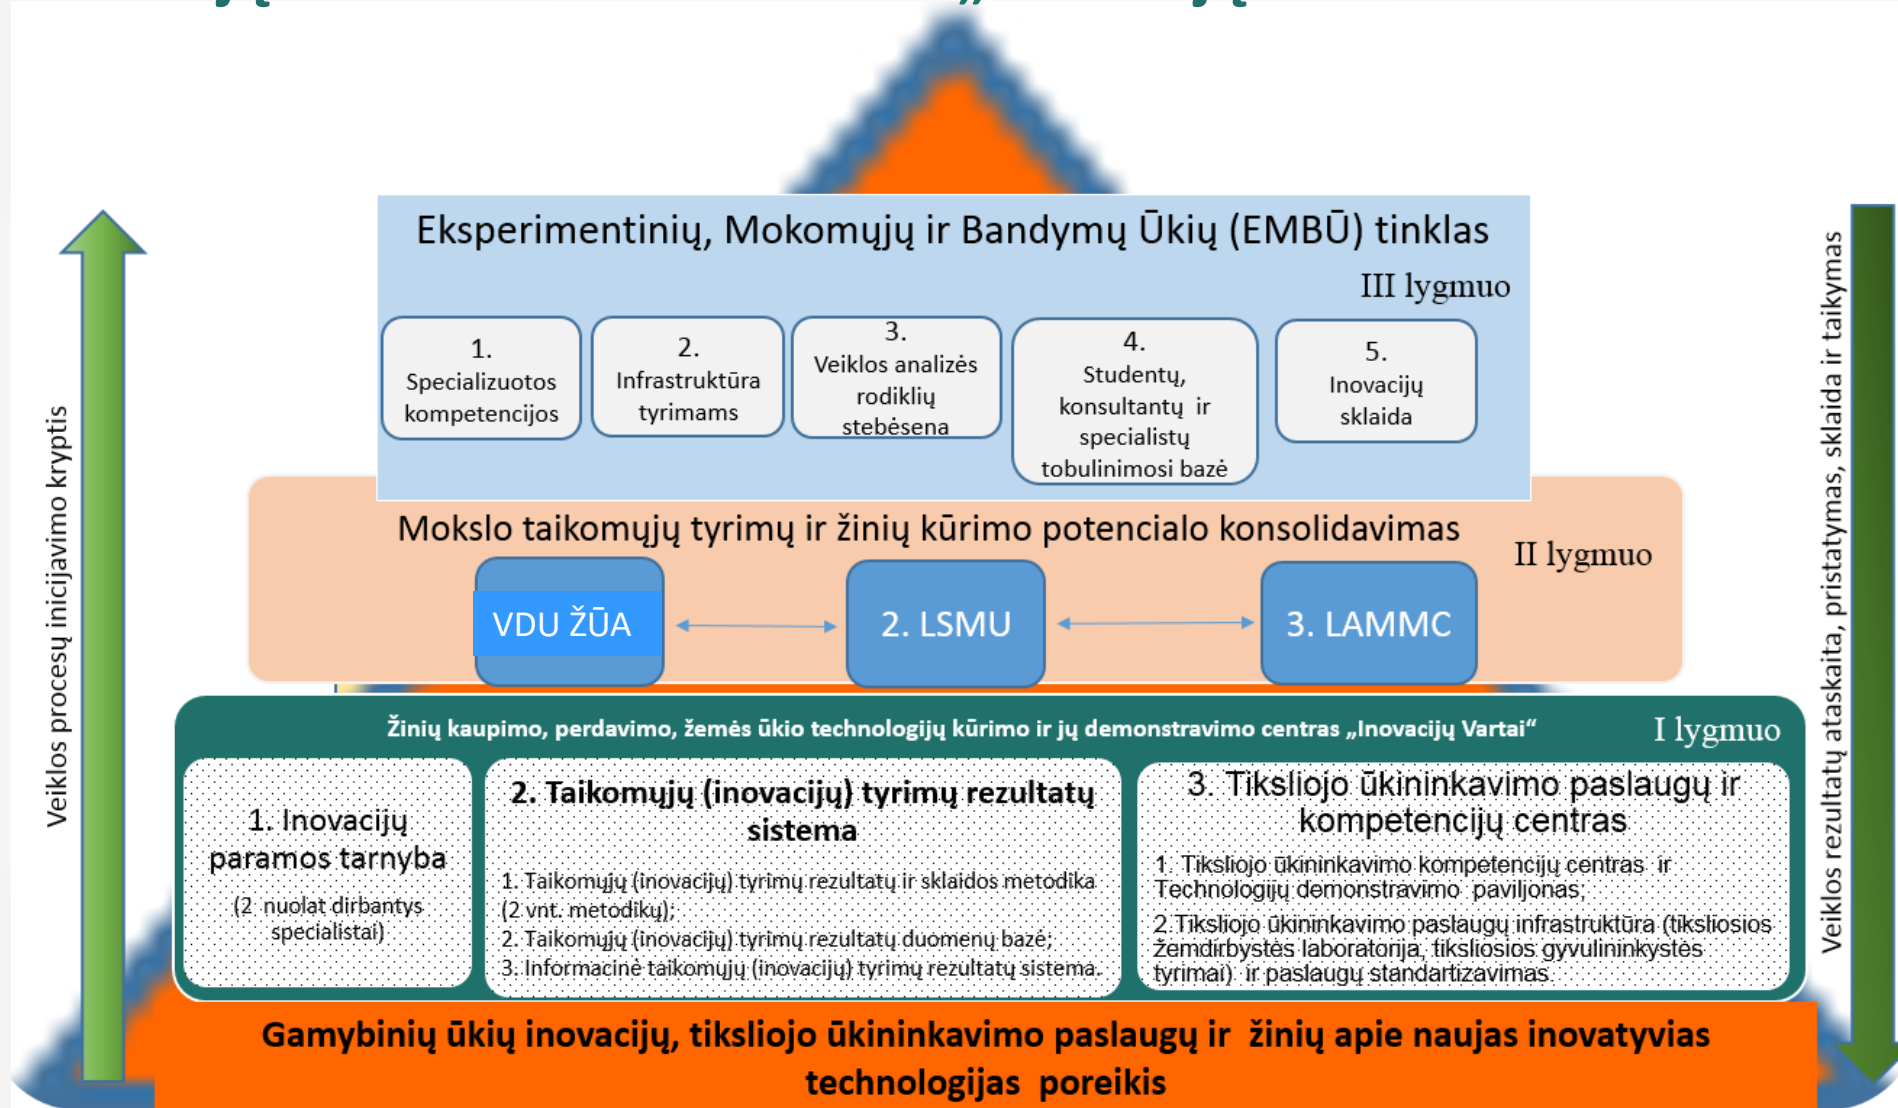 Eksperimentinių, Mokomųjų ir Bandymų Ūkių (EMBŪ) tinklas
III lygmuo
1.
Specializuotos
kompetencijos
2.
Infrastruktūra
tyrimams
3.
Veiklos analizės
rodiklių
stebėsena
4.
Studentų,
konsultantų ir
specialistų
tobulinimosi bazė
5.
Inovacijų
sklaida
Mokslo taikomųjų tyrimų ir žinių kūrimo potencialo konsolidavimas
II lygmuo
VDU ŽŪA
2. LSMU
3. LAMMC
Žinių kaupimo, perdavimo, žemės ūkio technologijų kūrimo ir jų demonstravimo centras „Inovacijų Vartai“
I lygmuo
1. Inovacijų
paramos tarnyba
(2 nuolat dirbantys
specialistai)
2. Taikomųjų (inovacijų) tyrimų rezultatų
sistema
1. Taikomųjų (inovacijų) tyrimų rezultatų ir sklaidos metodika
(2 vnt. metodikų);
2. Taikomųjų (inovacijų) tyrimų rezultatų duomenų bazė;
3. Informacinė taikomųjų (inovacijų) tyrimų rezultatų sistema.
3. Tiksliojo ūkininkavimo paslaugų ir
kompetencijų centras
1 Tiksliojo ūkininkavimo kompetencijų centras ir
Technologijų demonstravimo paviljonas;
2.Tiksliojo ūkininkavimo paslaugų infrastruktūra (tiksliosios
žemdirbystės laboratorija, tiksliosios gyvulininkystės
tyrimai) ir paslaugų standartizavimas.
Gamybinių ūkių inovacijų, tiksliojo ūkininkavimo paslaugų ir žinių apie naujas inovatyvias
technologijas poreikis
Veiklos procesų inicijavimo kryptis
Veiklos rezultatų ataskaita, pristatymas, sklaida ir taikymas